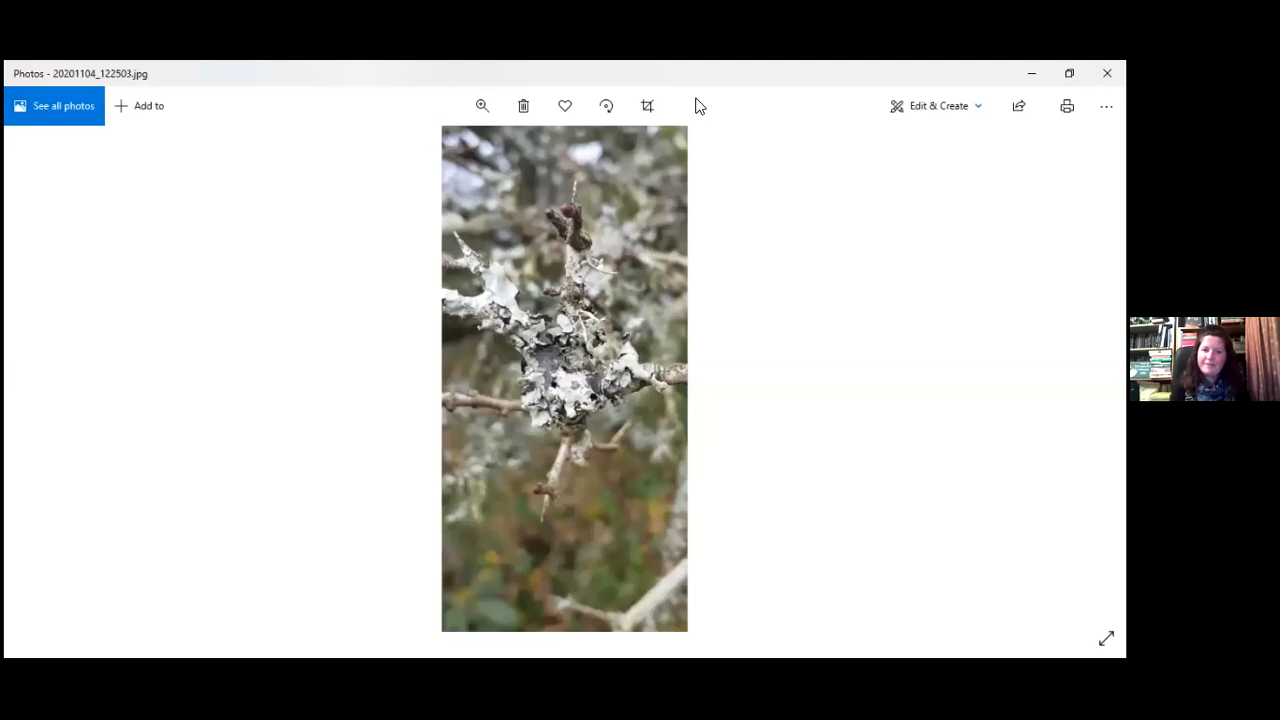 Photos - 20201104_122503.jpg
See all photos
Add to
Edit & Create